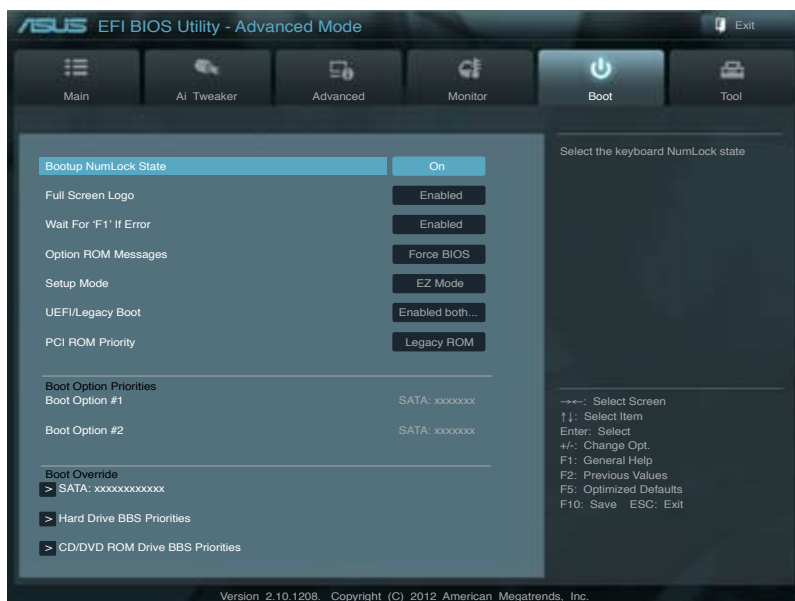 ASUS EFI BIOS Utility - Advanced Mode
Exit
Main
Ai Tweaker
Advanced
Monitor
Boot
Tool
Bootup NumLock State On
Full Screen Logo Enabled
Wait For ‘F1’ If Error Enabled
Option ROM Messages Force BIOS
Setup Mode EZ Mode
UEFI/Legacy Boot Enabled both...
PCI ROM Priority Legacy ROM
Boot Option Priorities
Boot Option #1 SATA: xxxxxxx
Boot Option #2 SATA: xxxxxxx
Boot Override
> SATA: xxxxxxxxxxxx
> Hard Drive BBS Priorities
> CD/DVD ROM Drive BBS Priorities
Select the keyboard NumLock state
→←: Select Screen
↑↓: Select Item
Enter: Select
+/-: Change Opt.
F1: General Help
F2: Previous Values
F5: Optimized Defaults
F10: Save ESC: Exit
Version 2.10.1208. Copyright (C) 2012 American Megatrends, Inc.